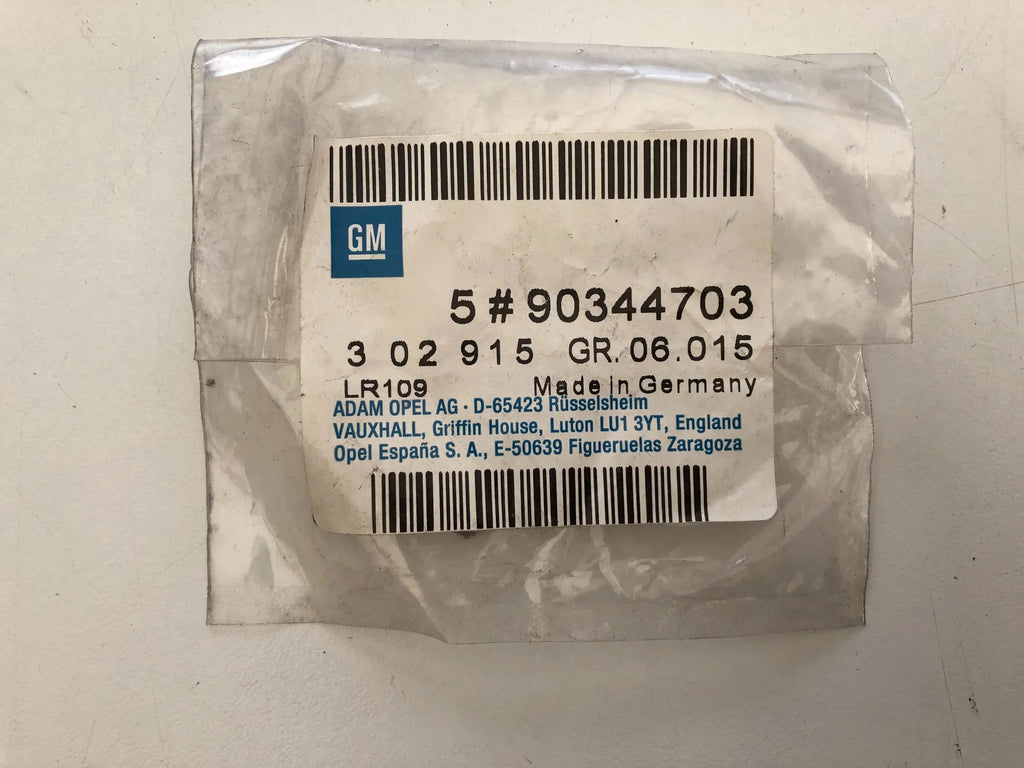 GM
5 # 90344703
3 02 915 GR. 06.015
LR109 Made in Germany
ADAM OPEL AG · D-65423 Rüsselsheim
VAUXHALL, Griffin House, Luton LU1 3YT, England
Opel España S. A., E-50639 Figueruelas Zaragoza